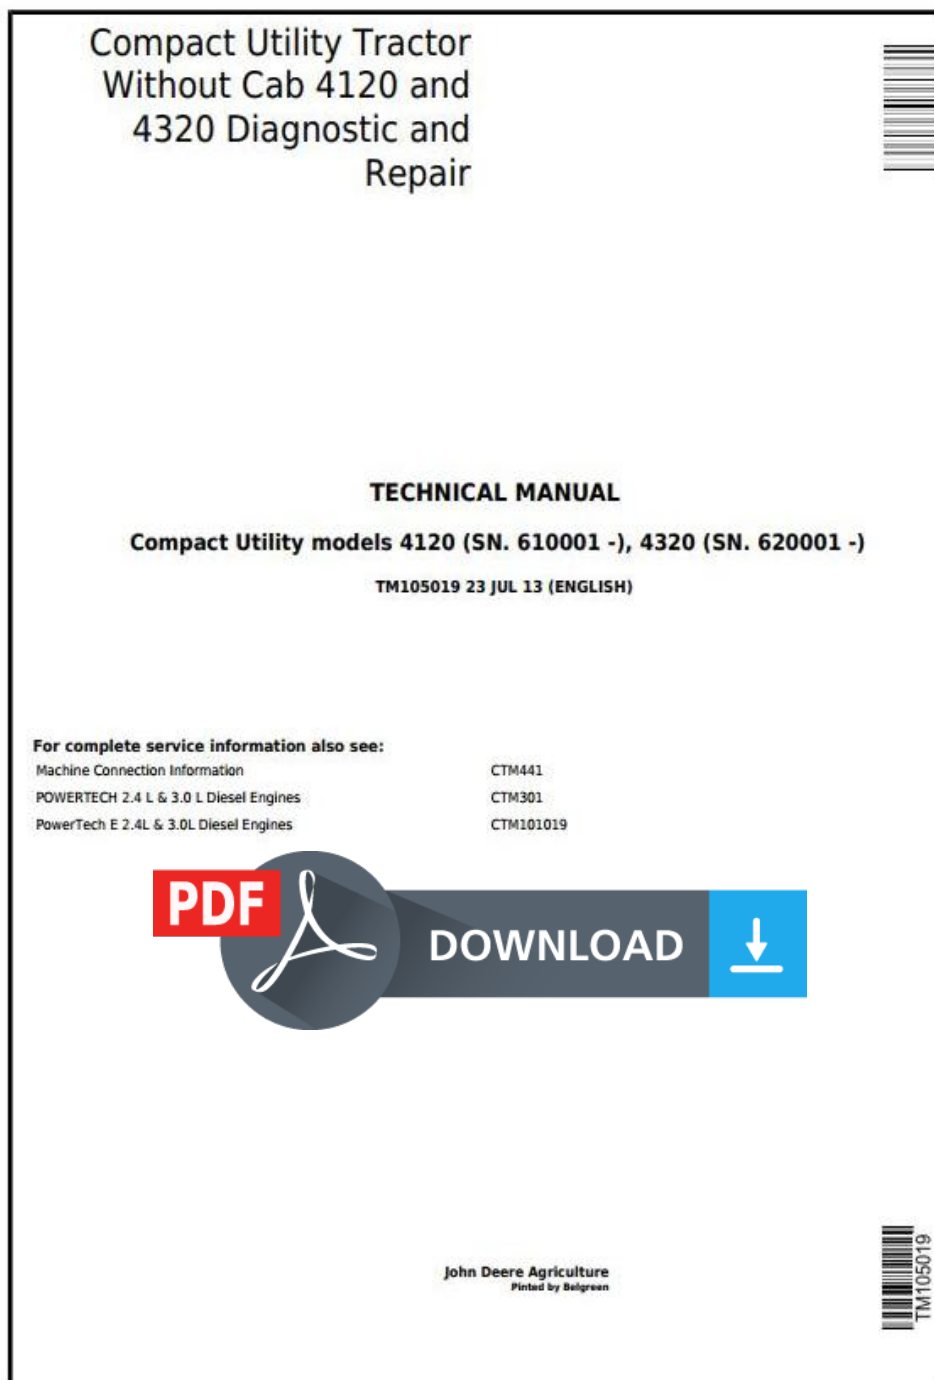 Compact Utility Tractor
Without Cab 4120 and
4320 Diagnostic and
Repair
TECHNICAL MANUAL
Compact Utility models 4120 (SN. 610001 -), 4320 (SN. 620001 -)
TM105019 23 JUL 13 (ENGLISH)
For complete service information also see:
Machine Connection Information CTM441
POWERTECH 2.4 L & 3.0 L Diesel Engines CTM301
PowerTech E 2.4L & 3.0L Diesel Engines CTM101019
PDF
DOWNLOAD
John Deere Agriculture
Pinted by Belgreen
TM105019